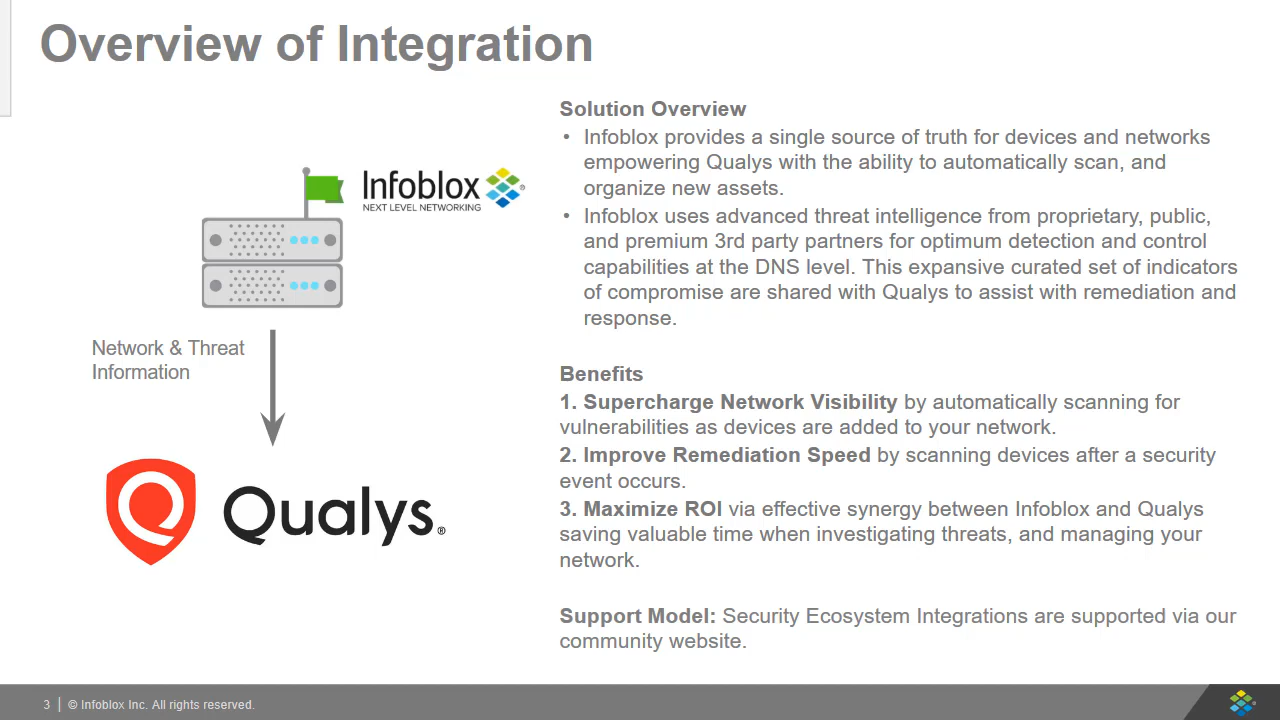 Overview of Integration
Infoblox
NEXT LEVEL NETWORKING
Network & Threat
Information
Qualys®
Solution Overview
• Infoblox provides a single source of truth for devices and networks
empowering Qualys with the ability to automatically scan, and
organize new assets.
• Infoblox uses advanced threat intelligence from proprietary, public,
and premium 3rd party partners for optimum detection and control
capabilities at the DNS level. This expansive curated set of indicators
of compromise are shared with Qualys to assist with remediation and
response.
Benefits
1. Supercharge Network Visibility by automatically scanning for
vulnerabilities as devices are added to your network.
2. Improve Remediation Speed by scanning devices after a security
event occurs.
3. Maximize ROI via effective synergy between Infoblox and Qualys
saving valuable time when investigating threats, and managing your
network.
Support Model: Security Ecosystem Integrations are supported via our
community website.
3 | © Infoblox Inc. All rights reserved.